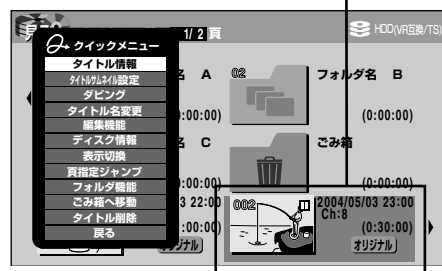 1/ 2 頁
HDD(VR互換/TS)
クイックメニュー
タイトル情報
タイトルサムネイル設定
ダビング
タイトル名変更
編集機能
ディスク情報
表示切換
頁指定ジャンプ
フォルダ機能
ごみ箱へ移動
タイトル削除
戻る
名 A
:00:00)
02
フォルダ名 B
(0:00:00)
名 C
:00:00)
ごみ箱
(0:00:00)
3 22:00
:00:00)
オリジナル
002
2004/05/03 23:00
Ch:8
(0:30:00)
オリジナル